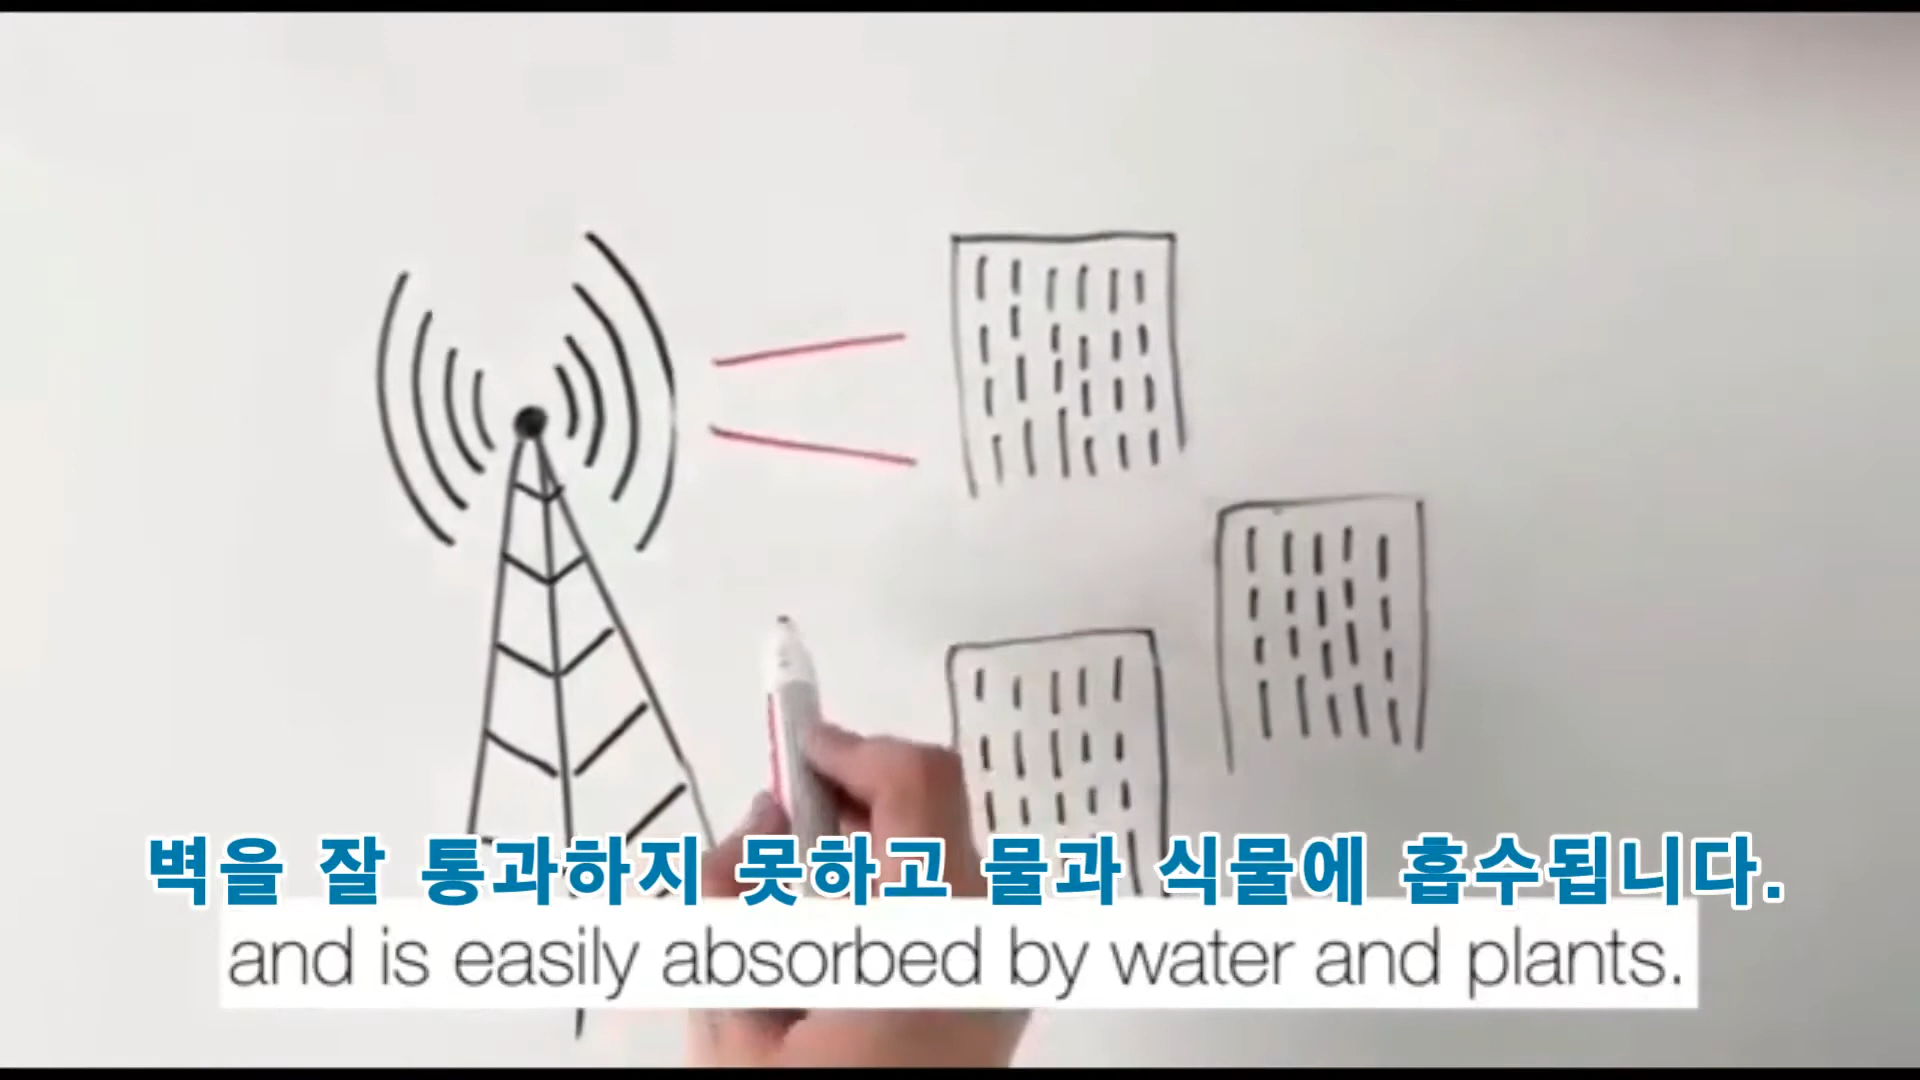 벽을 잘 통과하지 못하고 물과 식물에 흡수됩니다.
and is easily absorbed by water and plants.